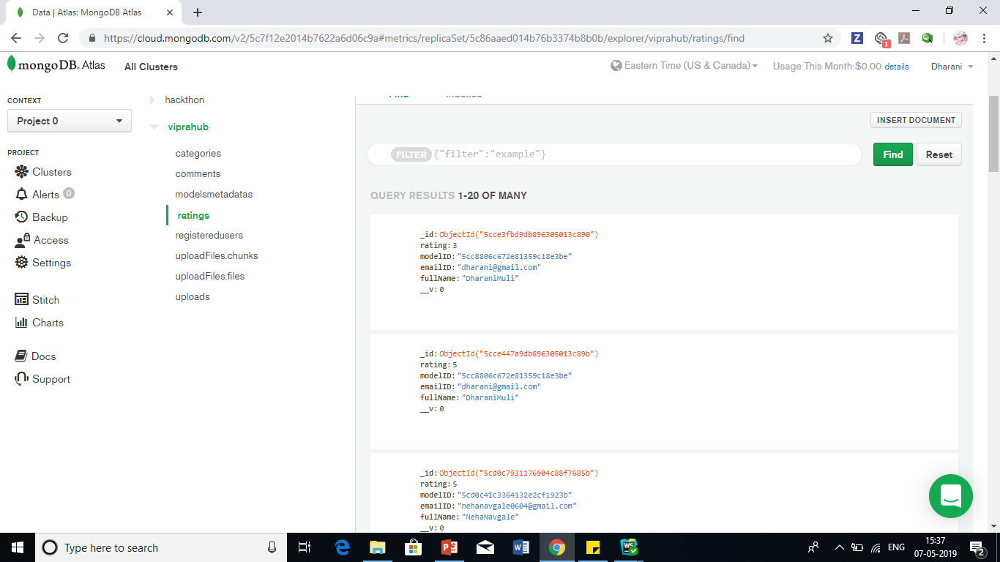 Data | Atlas: MongoDB Atlas
https://cloud.mongodb.com/v2/5c7f12e2014b7622a6d06c9a#metrics/replicaSet/5c86aaed014b76b3374b8b0b/explorer/viprahub/ratings/find
Z
1
mongoDB. Atlas
All Clusters
Eastern Time (US & Canada)
Usage This Month:$0.00 details
Dharani
CONTEXT
Project 0
PROJECT
Clusters
Alerts 0
Backup
Access
Settings
Stitch
Charts
Docs
Support
hackthon
viprahub
categories
comments
modelsmetadatas
ratings
registeredusers
uploadFiles.chunks
uploadFiles.files
uploads
Find Indexes
INSERT DOCUMENT
FILTER {"filter":"example"}
Find
Reset
QUERY RESULTS 1-20 OF MANY
_id: ObjectId("5cce3fbd9db896305013c890")
rating: 3
modelID: "5cc8806c672e81359c18e3be"
emailID: "dharani@gmail.com"
fullName: "DharaniMuli"
__v: 0
_id: ObjectId("5cce447a9db896305013c89b")
rating: 5
modelID: "5cc8806c672e81359c18e3be"
emailID: "dharani@gmail.com"
fullName: "DharaniMuli"
__v: 0
_id: ObjectId("5cd0c7931176904c88f7685b")
rating: 5
modelID: "5cd0c41c3364132e2cf1923b"
emailID: "nehanavgale0604@gmail.com"
fullName: "NehaNavgale"
__v: 0
Type here to search
ENG
15:37
07-05-2019
2